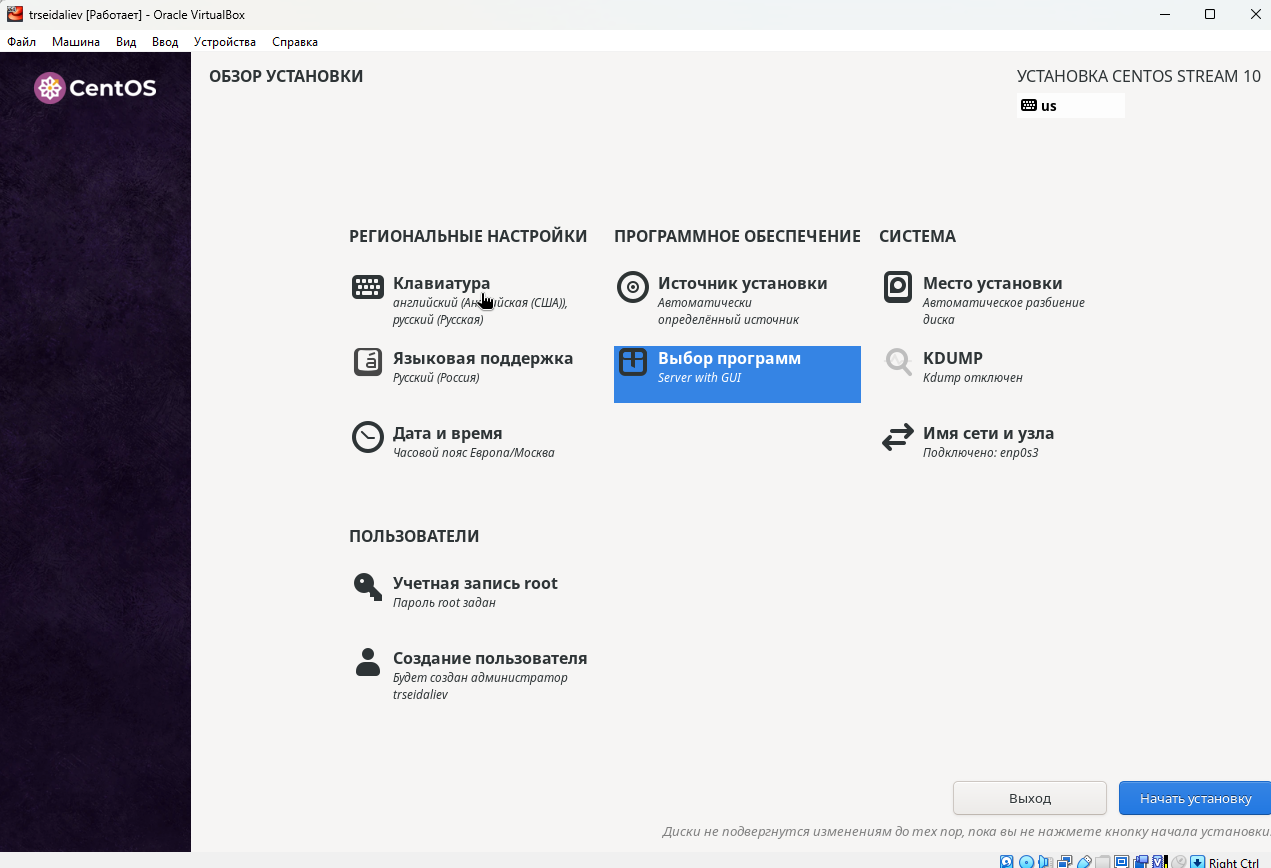 trseidaliev [Работает] - Oracle VirtualBox
Файл Машина Вид Ввод Устройства Справка
CentOS
ОБЗОР УСТАНОВКИ
УСТАНОВКА CENTOS STREAM 10
us
РЕГИОНАЛЬНЫЕ НАСТРОЙКИ
Клавиатура
английский (Английская (США)),
русский (Русская)
Языковая поддержка
Русский (Россия)
Дата и время
Часовой пояс Европа/Москва
ПРОГРАММНОЕ ОБЕСПЕЧЕНИЕ
Источник установки
Автоматически
определённый источник
Выбор программ
Server with GUI
СИСТЕМА
Место установки
Автоматическое разбиение
диска
KDUMP
Kdump отключен
Имя сети и узла
Подключено: enp0s3
ПОЛЬЗОВАТЕЛИ
Учетная запись root
Пароль root задан
Создание пользователя
Будет создан администратор
trseidaliev
Выход
Начать установку
Диски не подвергнутся изменениям до тех пор, пока вы не нажмете кнопку начала установки
Right Ctrl